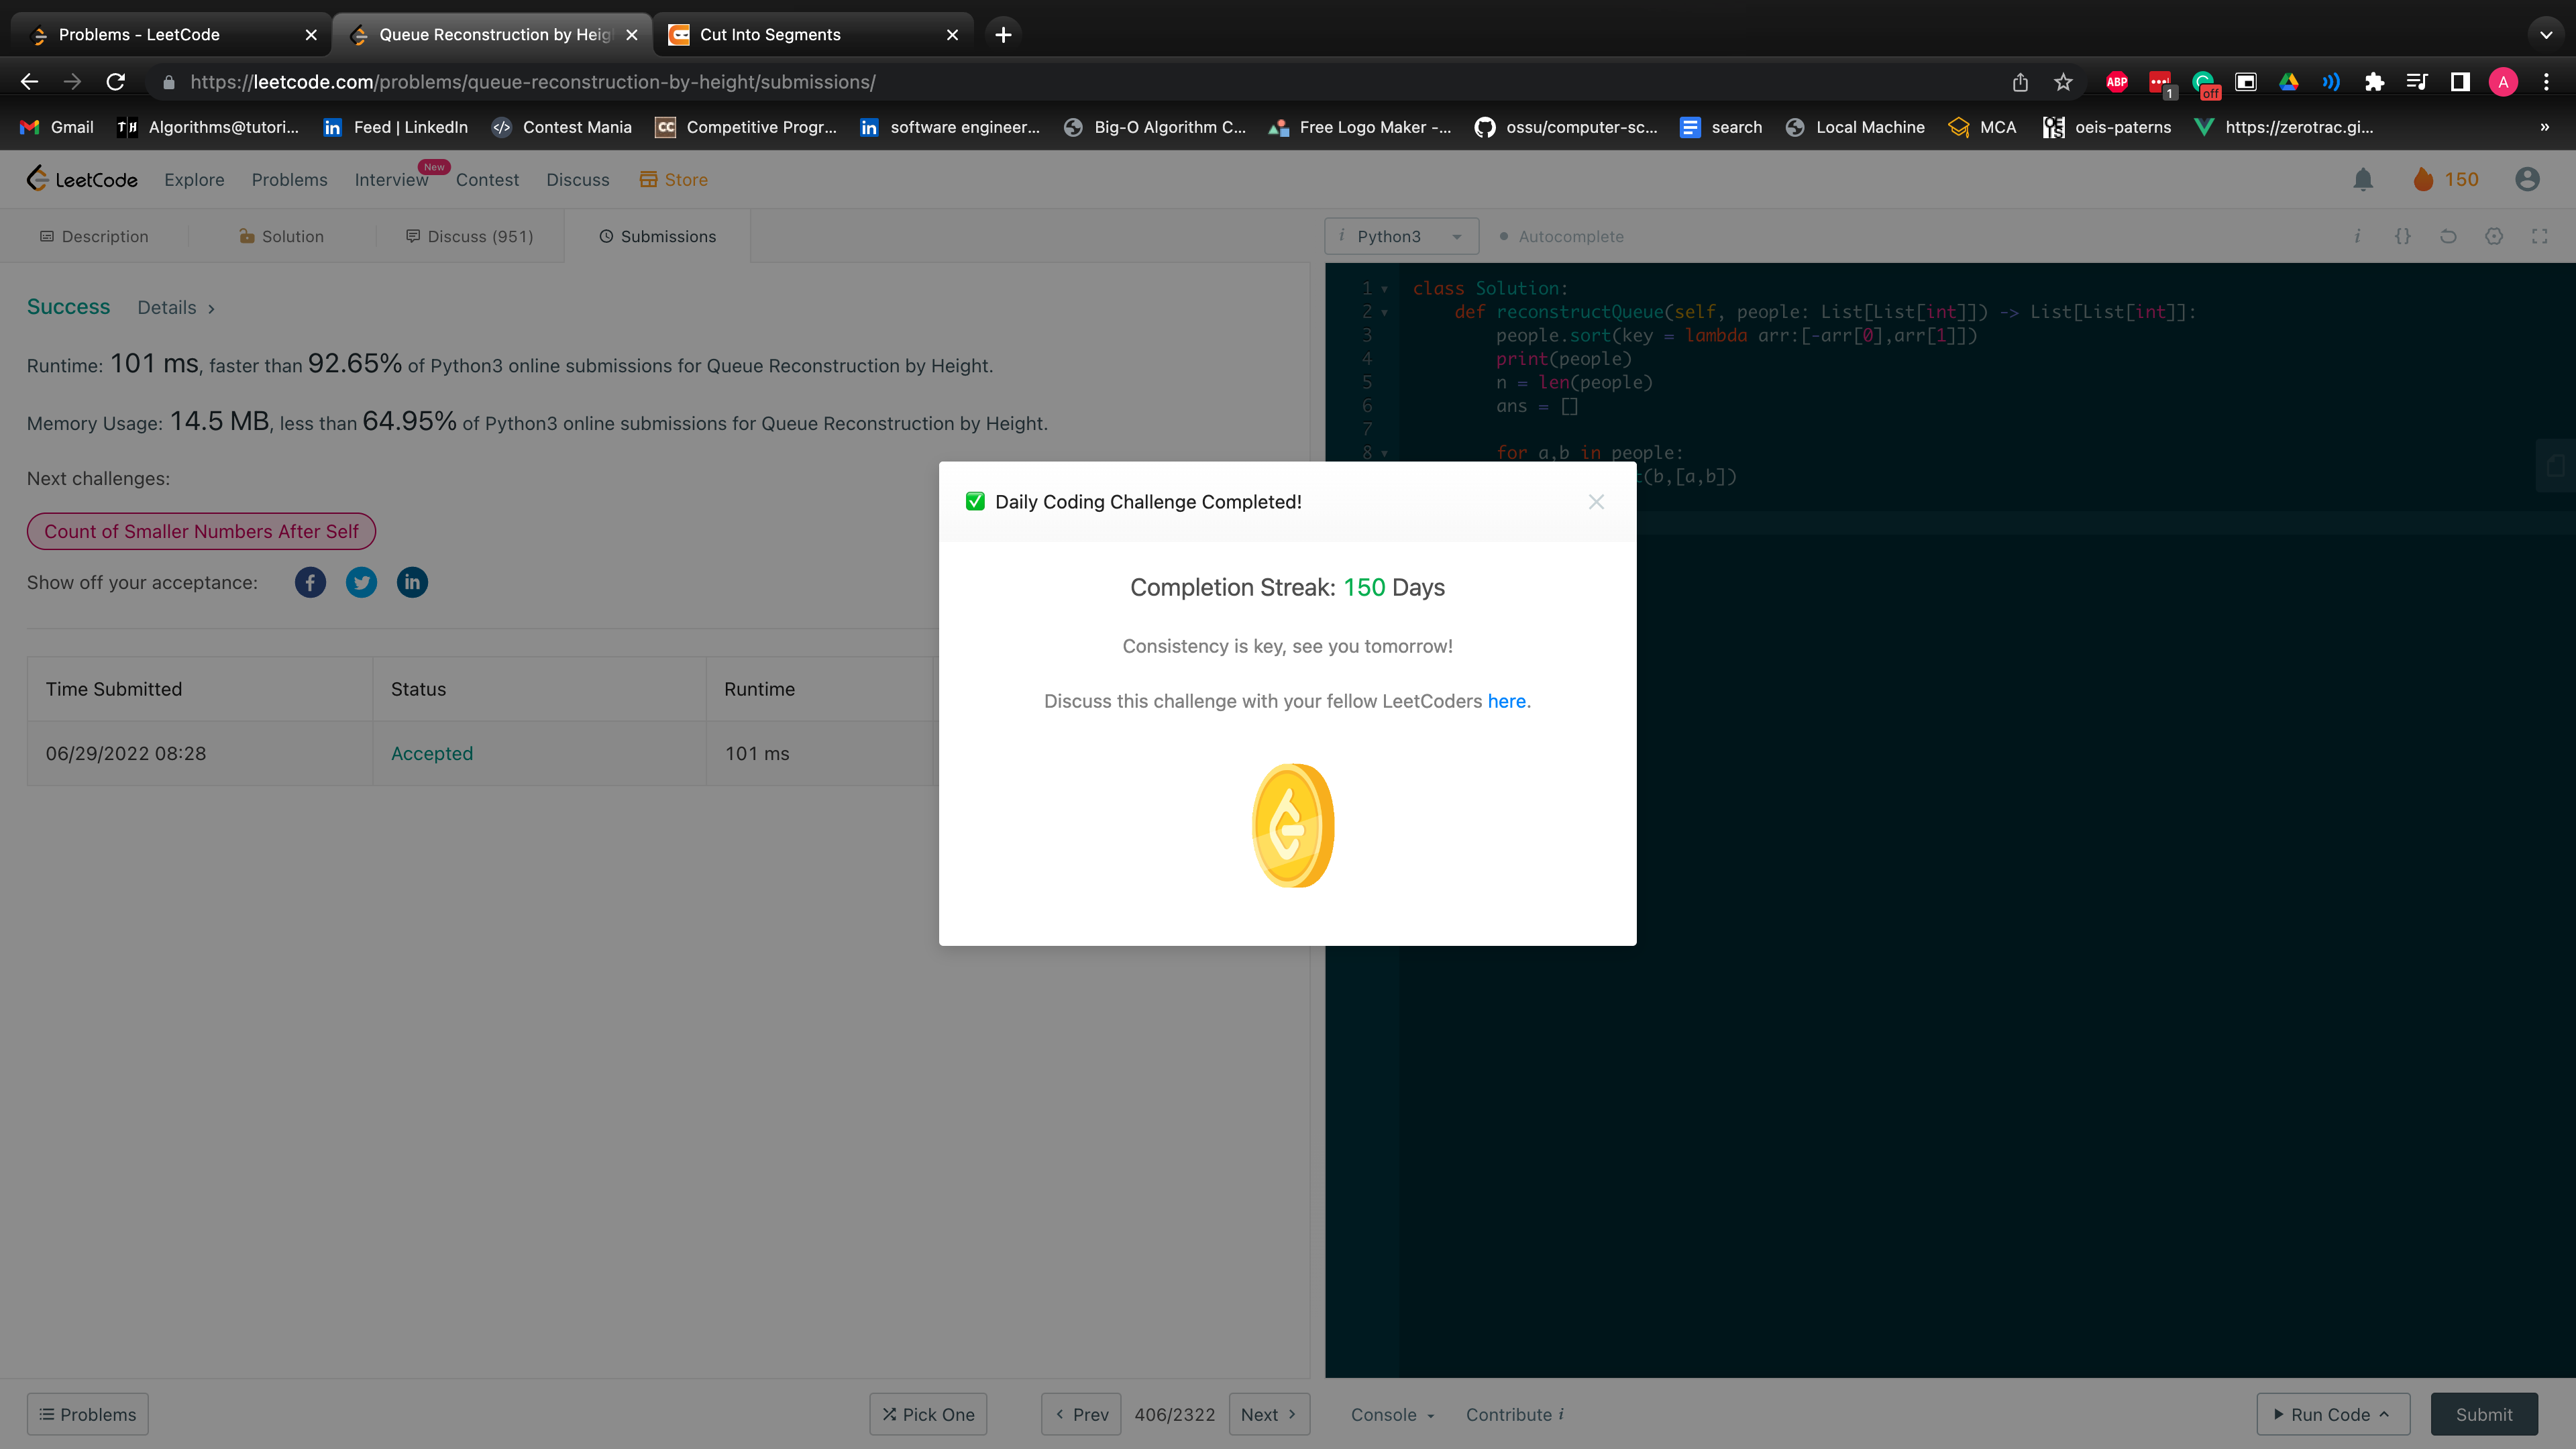 Problems - LeetCode
Queue Reconstruction by Heig
Cut Into Segments
https://leetcode.com/problems/queue-reconstruction-by-height/submissions/
ABP
1
off
A
Gmail
TH
Algorithms@tutori...
in
Feed | LinkedIn
Contest Mania
CC
Competitive Progr...
in
software engineer...
Big-O Algorithm C...
Free Logo Maker -...
ossu/computer-sc...
search
Local Machine
MCA
oeis-paterns
https://zerotrac.gi...
»
LeetCode
Explore
Problems
Interview
New
Contest
Discuss
Store
150
Description
Solution
Discuss (951)
Submissions
i Python3
Autocomplete
i
{}
Success
Details >
Runtime: 101 ms, faster than 92.65% of Python3 online submissions for Queue Reconstruction by Height.
Memory Usage: 14.5 MB, less than 64.95% of Python3 online submissions for Queue Reconstruction by Height.
Next challenges:
Count of Smaller Numbers After Self
Show off your acceptance:
f
in
Time Submitted
Status
Runtime
06/29/2022 08:28
Accepted
101 ms
1 class Solution:
2 def reconstructQueue(self, people: List[List[int]]) -> List[List[int]]:
3 people.sort(key = lambda arr:[-arr[0],arr[1]])
4 print(people)
5 n = len(people)
6 ans = []
7
8 for a,b in people:
t(b,[a,b])
Daily Coding Challenge Completed!
Completion Streak: 150 Days
Consistency is key, see you tomorrow!
Discuss this challenge with your fellow LeetCoders here.
Problems
Pick One
< Prev
406/2322
Next >
Console
Contribute i
Run Code
Submit